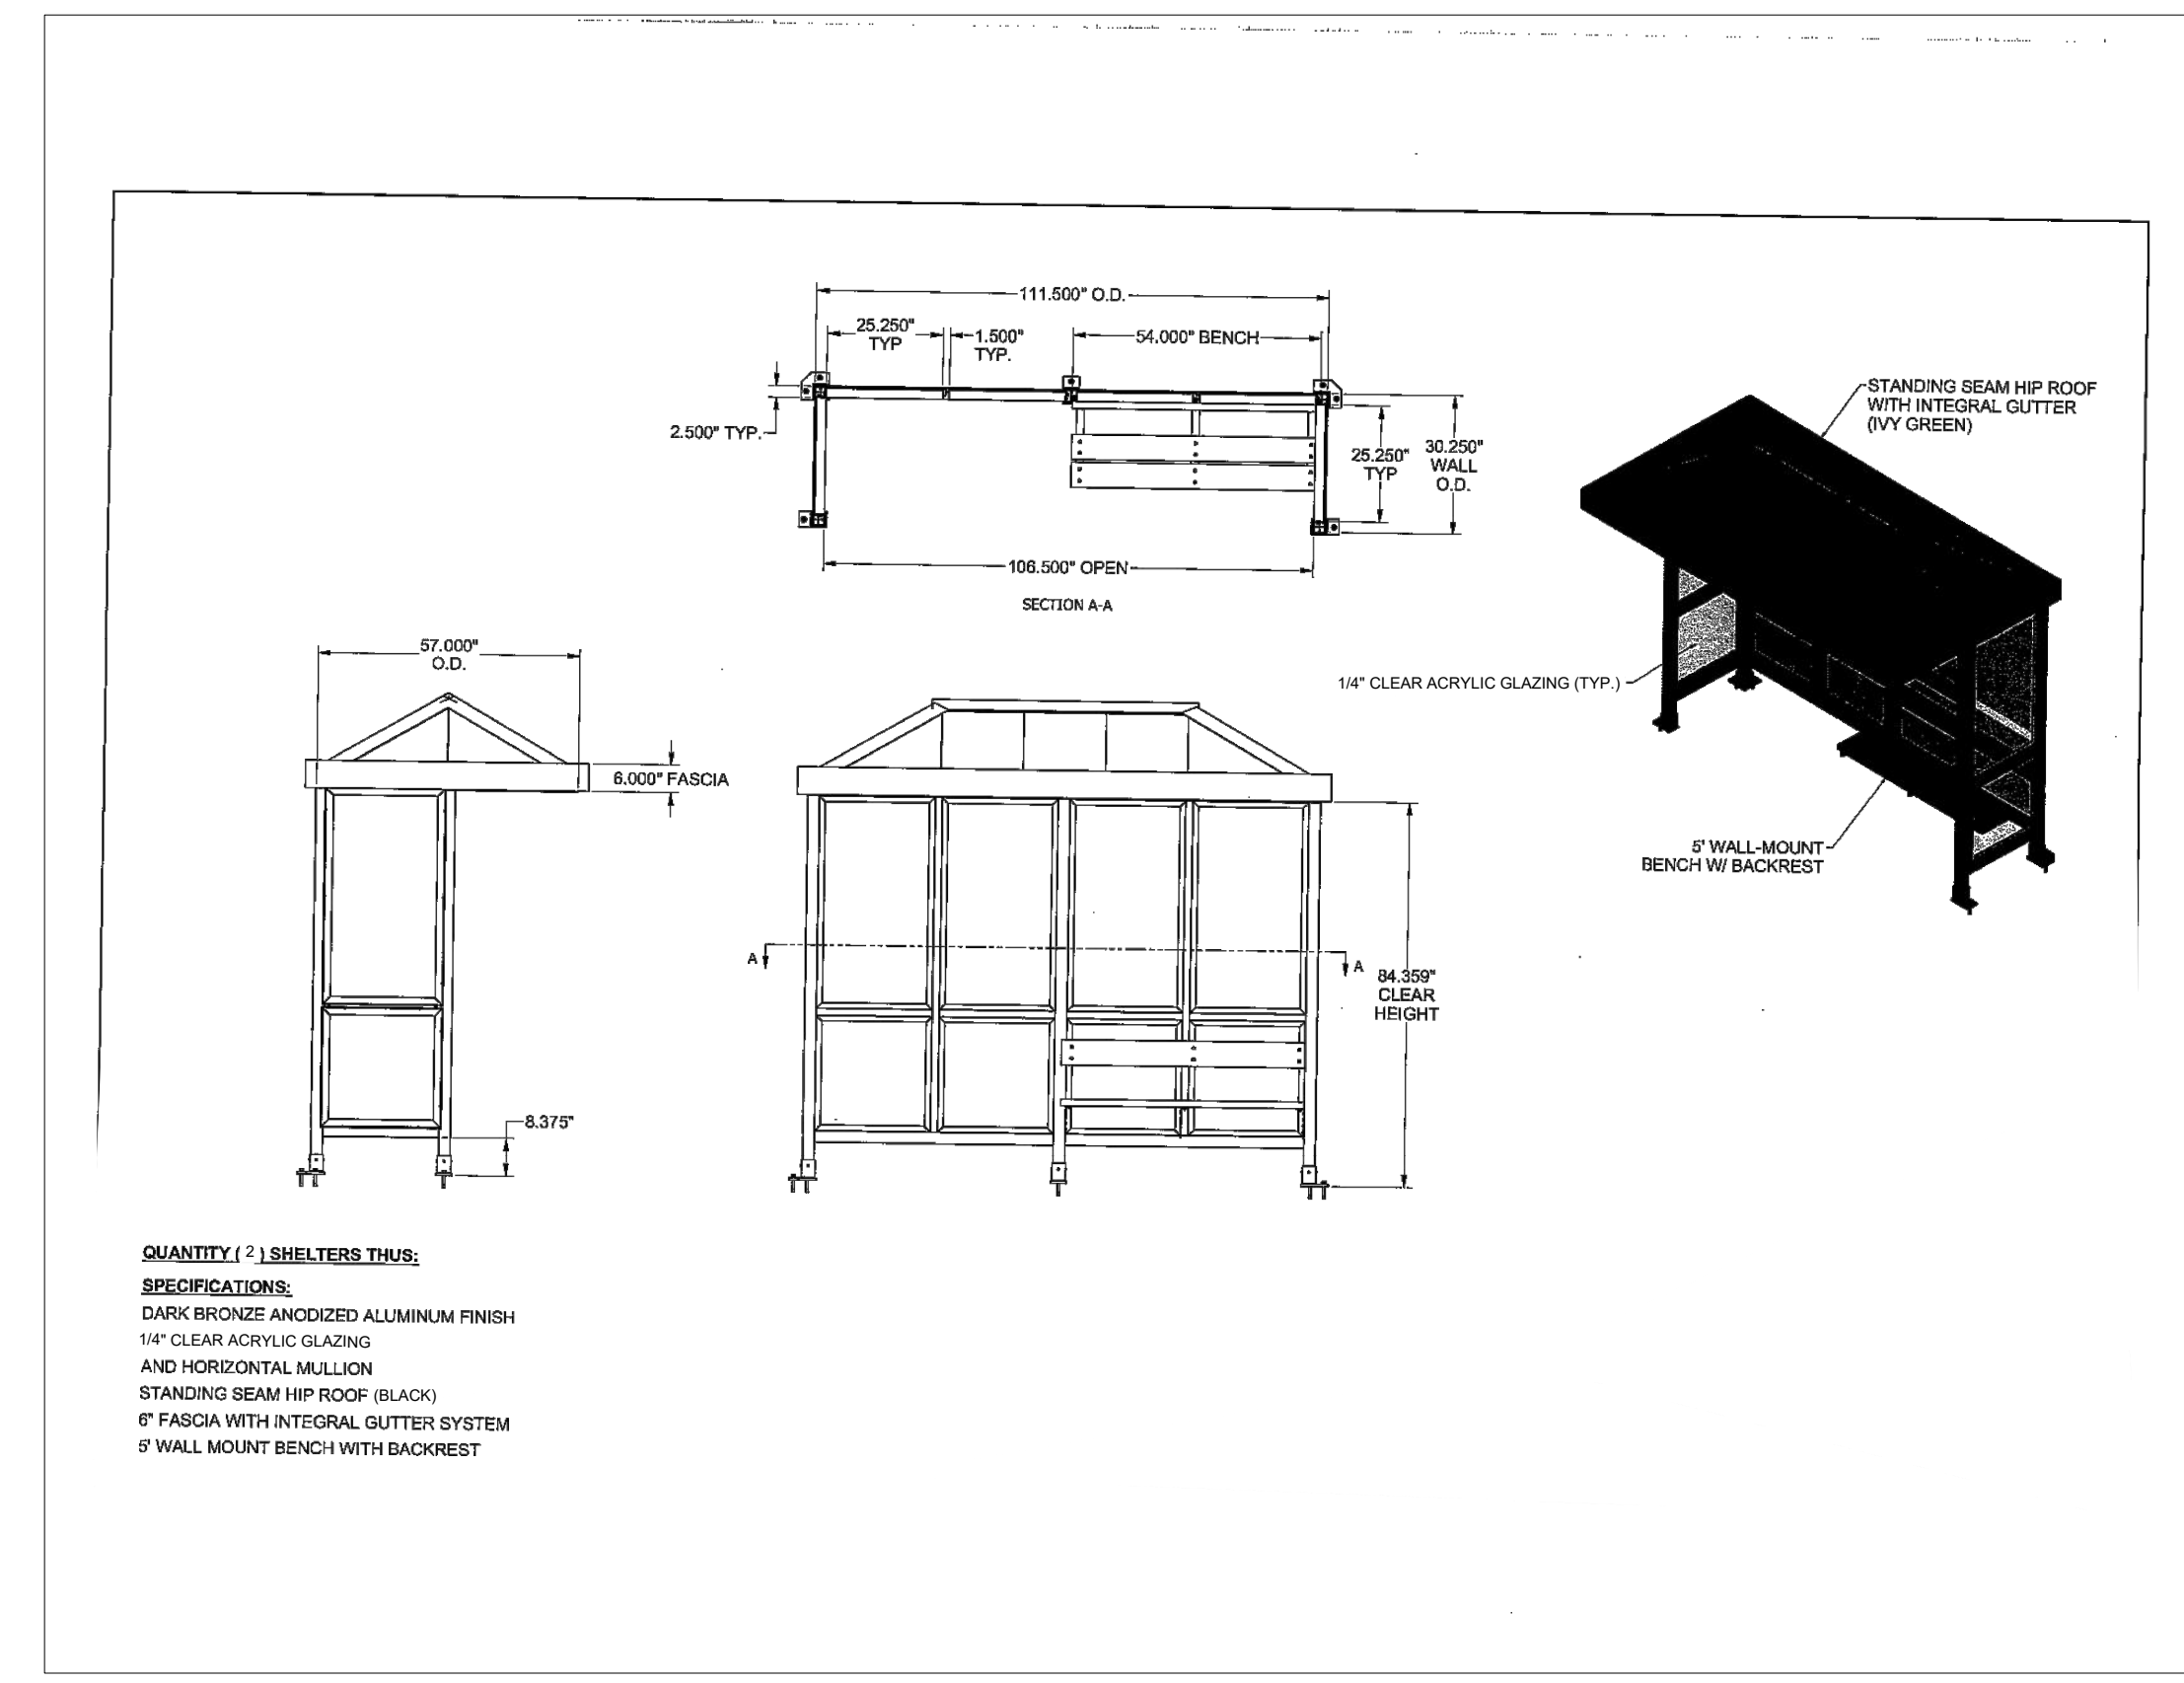 111.500" O.D.
25.250"
TYP
1.500"
TYP.
54.000" BENCH
2.500" TYP.
25.250"
TYP
30.250"
WALL
O.D.
106.500" OPEN
SECTION A-A
STANDING SEAM HIP ROOF
WITH INTEGRAL GUTTER
(IVY GREEN)
1/4" CLEAR ACRYLIC GLAZING (TYP.)
5' WALL-MOUNT
BENCH W/ BACKREST
57.000"
O.D.
6.000" FASCIA
8.375"
A
A
84.359"
CLEAR
HEIGHT
QUANTITY ( 2 ) SHELTERS THUS:
SPECIFICATIONS:
DARK BRONZE ANODIZED ALUMINUM FINISH
1/4" CLEAR ACRYLIC GLAZING
AND HORIZONTAL MULLION
STANDING SEAM HIP ROOF (BLACK)
6" FASCIA WITH INTEGRAL GUTTER SYSTEM
5' WALL MOUNT BENCH WITH BACKREST